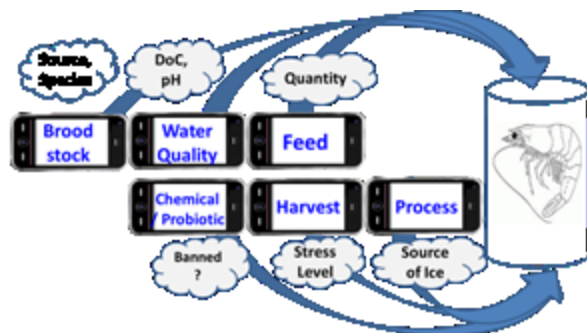 Source,
Species
DoC,
pH
Quantity
Brood
stock
Water
Quality
Feed
Chemical
/ Probiotic
Harvest
Process
Banned
?
Stress
Level
Source
of Ice